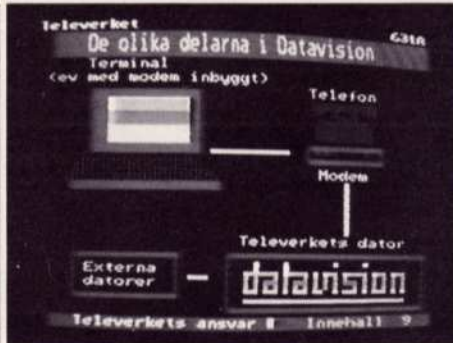 Televerket 631A
De olika delarna i Datavision
Terminal
(ev med modem inbyggt)
Telefon
Modem
Televerkets dator
Externa
datorer
datavision
Televerkets ansvar Innehåll 9